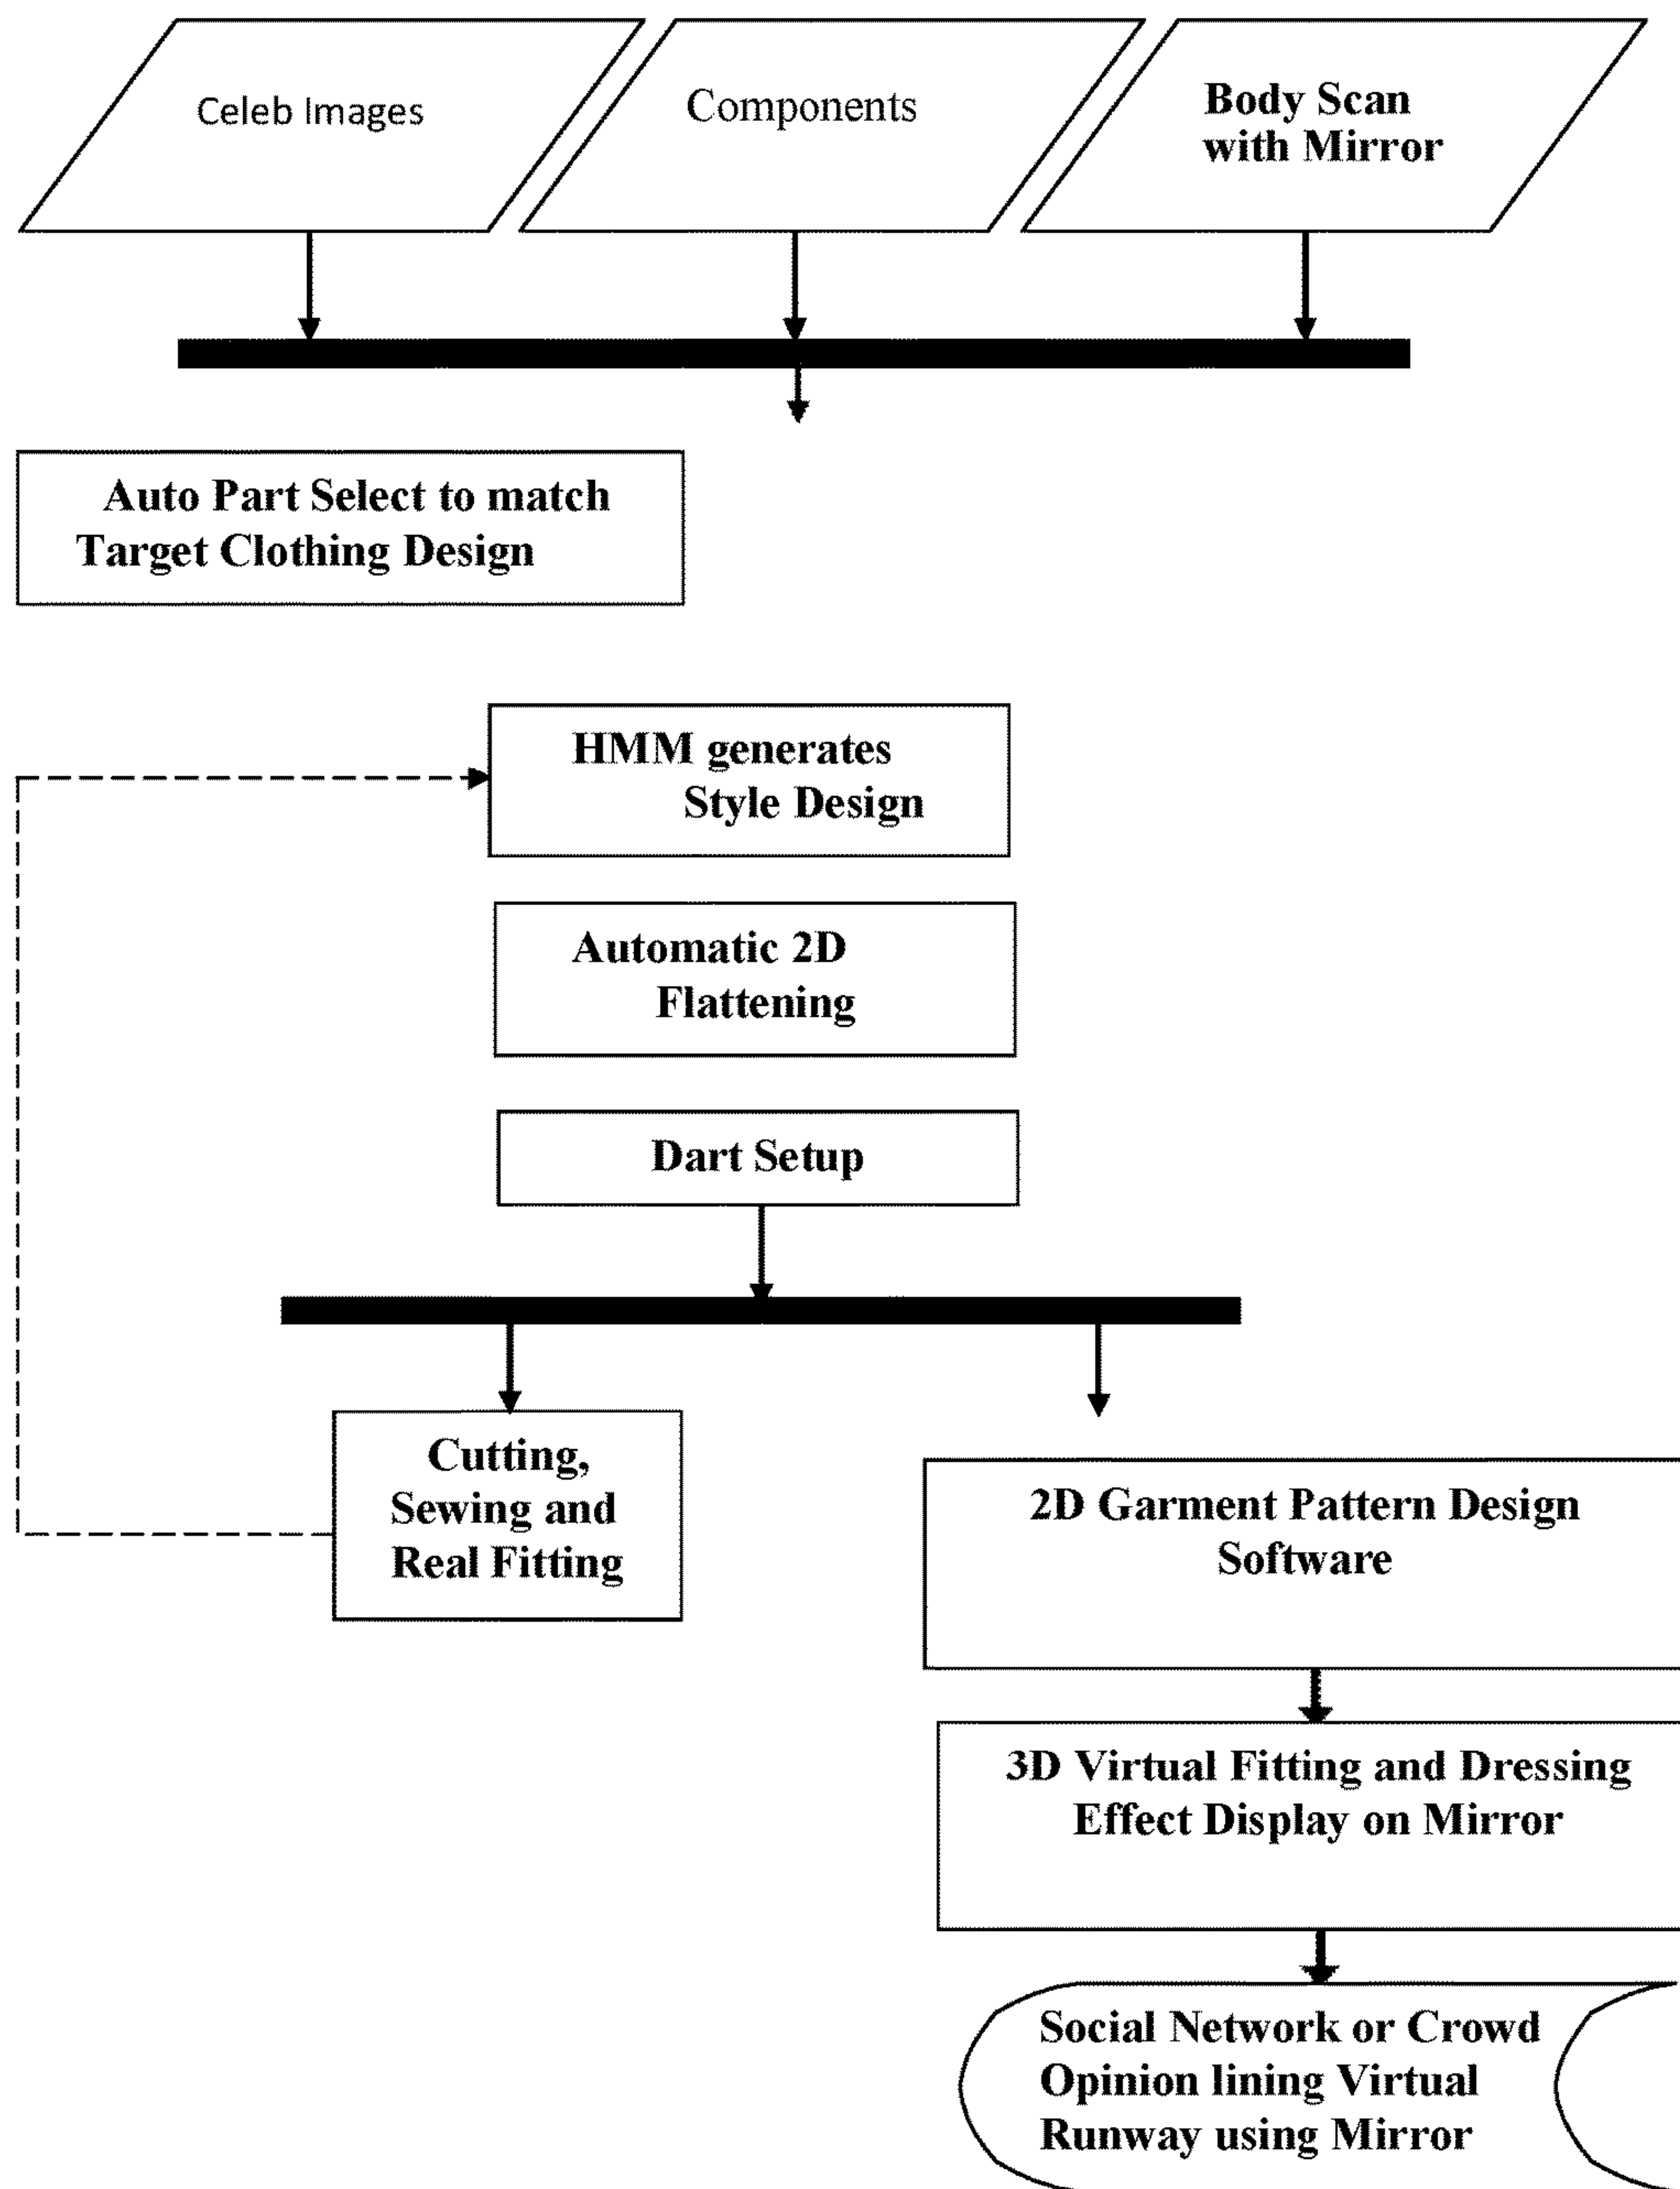 Celeb Images
Components
Body Scan
with Mirror
Auto Part Select to match
Target Clothing Design
HMM generates
Style Design
Automatic 2D
Flattening
Dart Setup
Cutting,
Sewing and
Real Fitting
2D Garment Pattern Design
Software
3D Virtual Fitting and Dressing
Effect Display on Mirror
Social Network or Crowd
Opinion lining Virtual
Runway using Mirror